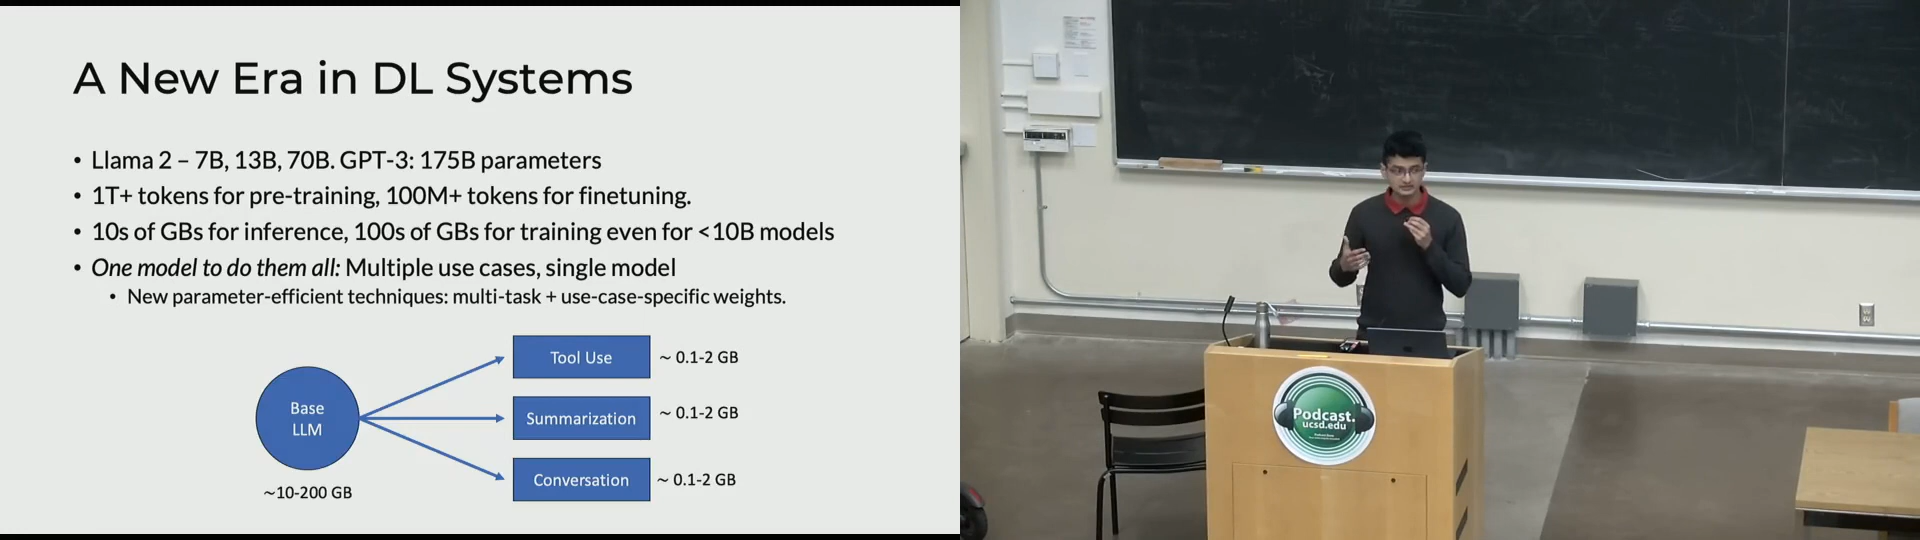 A New Era in DL Systems
• Llama 2 – 7B, 13B, 70B. GPT-3: 175B parameters
• 1T+ tokens for pre-training, 100M+ tokens for finetuning.
• 10s of GBs for inference, 100s of GBs for training even for <10B models
• One model to do them all: Multiple use cases, single model
• New parameter-efficient techniques: multi-task + use-case-specific weights.
Base
LLM
~10-200 GB
Tool Use
~ 0.1-2 GB
Summarization
~ 0.1-2 GB
Conversation
~ 0.1-2 GB
Podcast.
ucsd.edu